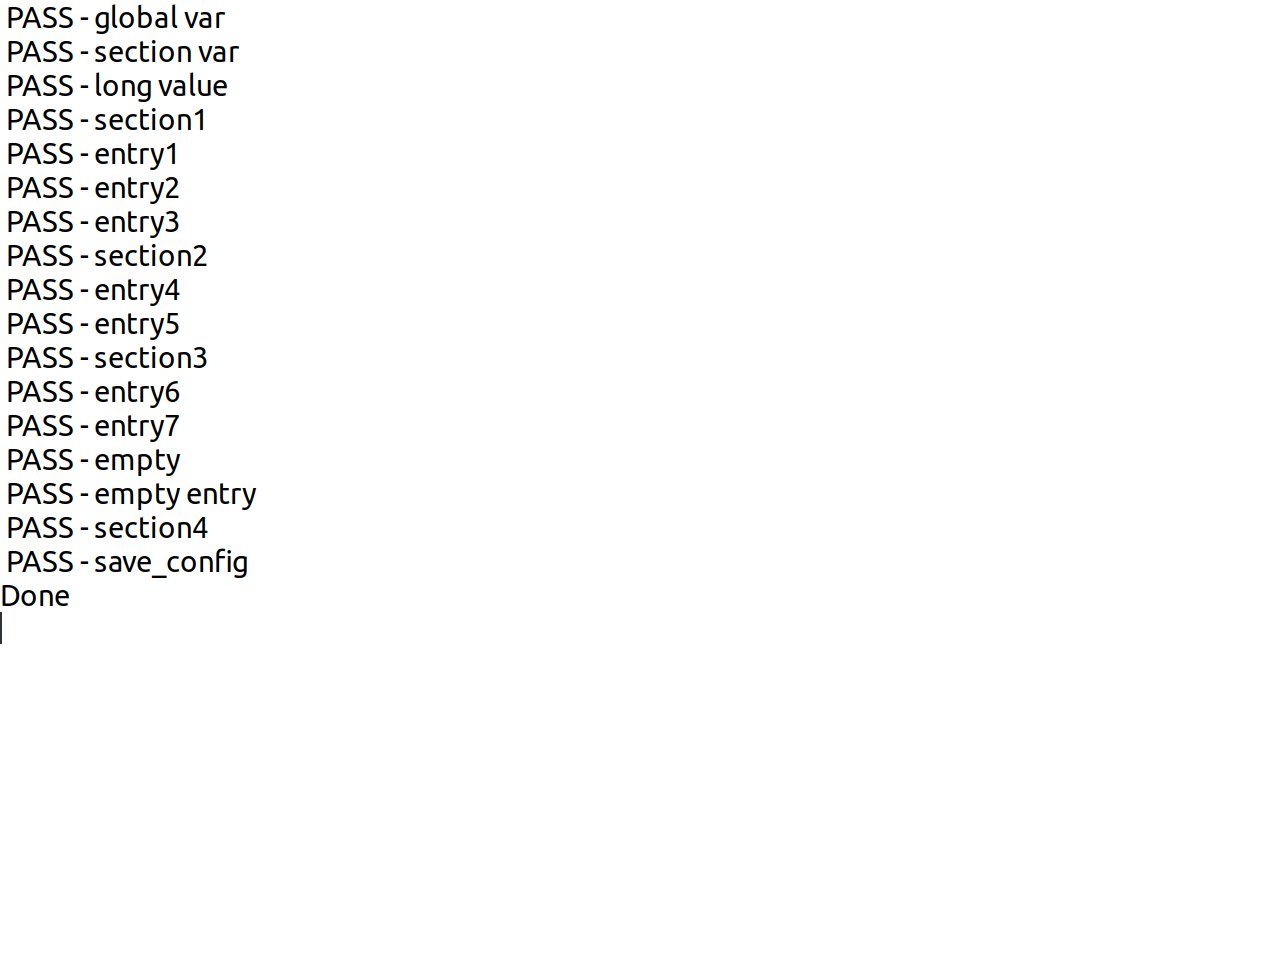 PASS - global var
PASS - section var
PASS - long value
PASS - section1
PASS - entry1
PASS - entry2
PASS - entry3
PASS - section2
PASS - entry4
PASS - entry5
PASS - section3
PASS - entry6
PASS - entry7
PASS - empty
PASS - empty entry
PASS - section4
PASS - save_config
Done